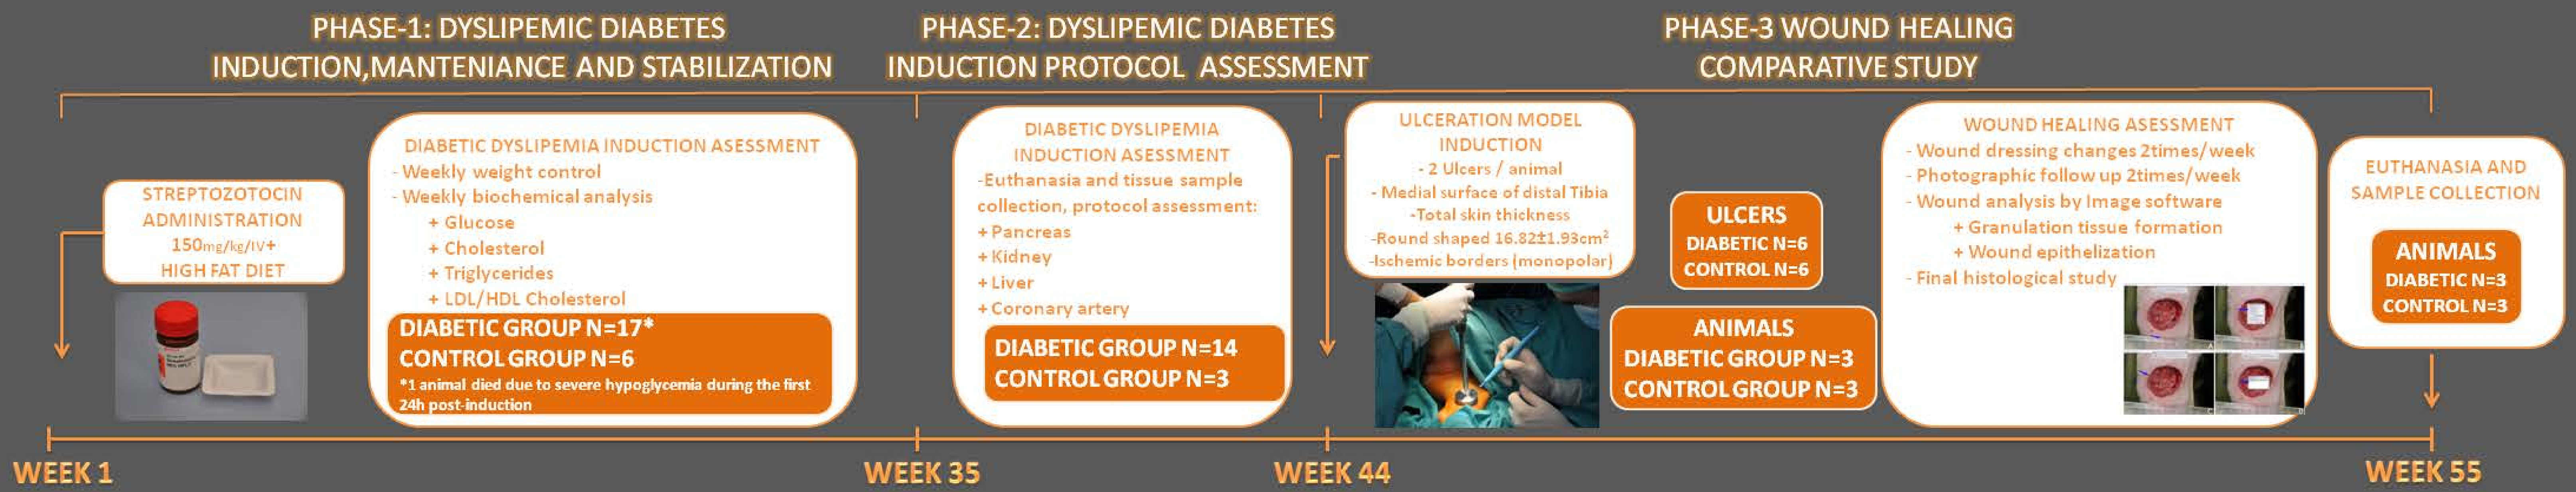 PHASE-1: DYSLIPEMIC DIABETES
INDUCTION,MANTENIANCE AND STABILIZATION
PHASE-2: DYSLIPEMIC DIABETES
INDUCTION PROTOCOL ASSESSMENT
PHASE-3 WOUND HEALING
COMPARATIVE STUDY
STREPTOZOTOCIN
ADMINISTRATION
150mg/kg/IV+
HIGH FAT DIET
DIABETIC DYSLIPEMIA INDUCTION ASESSMENT
- Weekly weight control
- Weekly biochemical analysis
+ Glucose
+ Cholesterol
+ Triglycerides
+ LDL/HDL Cholesterol
DIABETIC GROUP N=17*
CONTROL GROUP N=6
*1 animal died due to severe hypoglycemia during the first
24h post-induction
DIABETIC DYSLIPEMIA
INDUCTION ASESSMENT
-Euthanasia and tissue sample
collection, protocol assessment:
+ Pancreas
+ Kidney
+ Liver
+ Coronary artery
DIABETIC GROUP N=14
CONTROL GROUP N=3
ULCERATION MODEL
INDUCTION
- 2 Ulcers / animal
- Medial surface of distal Tibia
-Total skin thickness
-Round shaped 16.82±1.93cm²
-Ischemic borders (monopolar)
ULCERS
DIABETIC N=6
CONTROL N=6
ANIMALS
DIABETIC GROUP N=3
CONTROL GROUP N=3
WOUND HEALING ASESSMENT
- Wound dressing changes 2times/week
- Photographic follow up 2times/week
- Wound analysis by Image software
+ Granulation tissue formation
+ Wound epithelization
- Final histological study
EUTHANASIA AND
SAMPLE COLLECTION
ANIMALS
DIABETIC N=3
CONTROL N=3
WEEK 1
WEEK 35
WEEK 44
WEEK 55